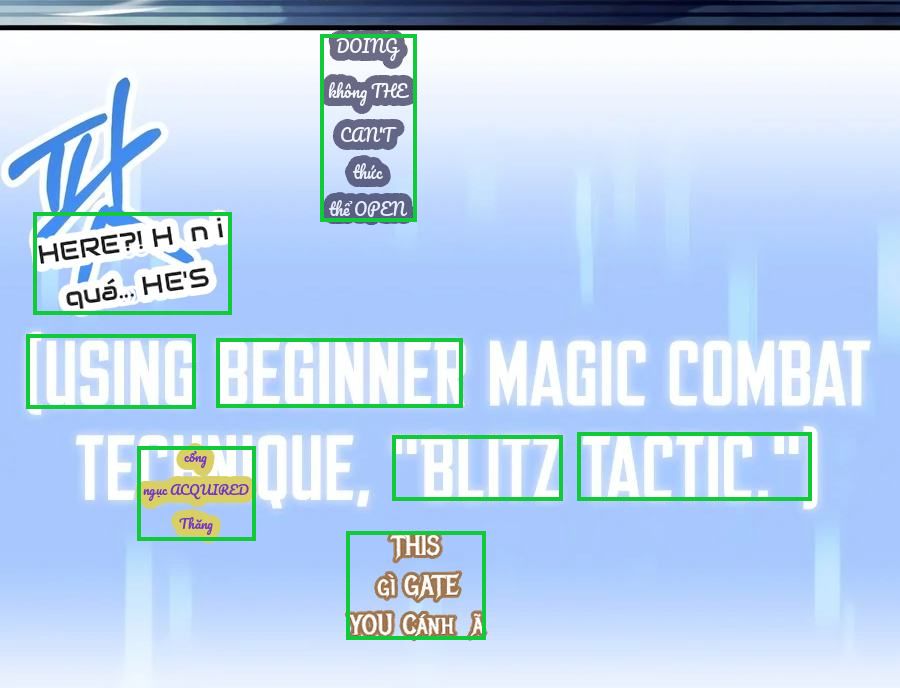 DOING
không THE
CAN'T
thức
thể OPEN
HERE?! H n i
quá... HE'S
(USING BEGINNER MAGIC COMBAT
TECHNIQUE, "BLITZ TACTIC.")
cổng
ngục ACQUIRED
Thăng
THIS
GÌ GATE
YOU CÁNH Ã